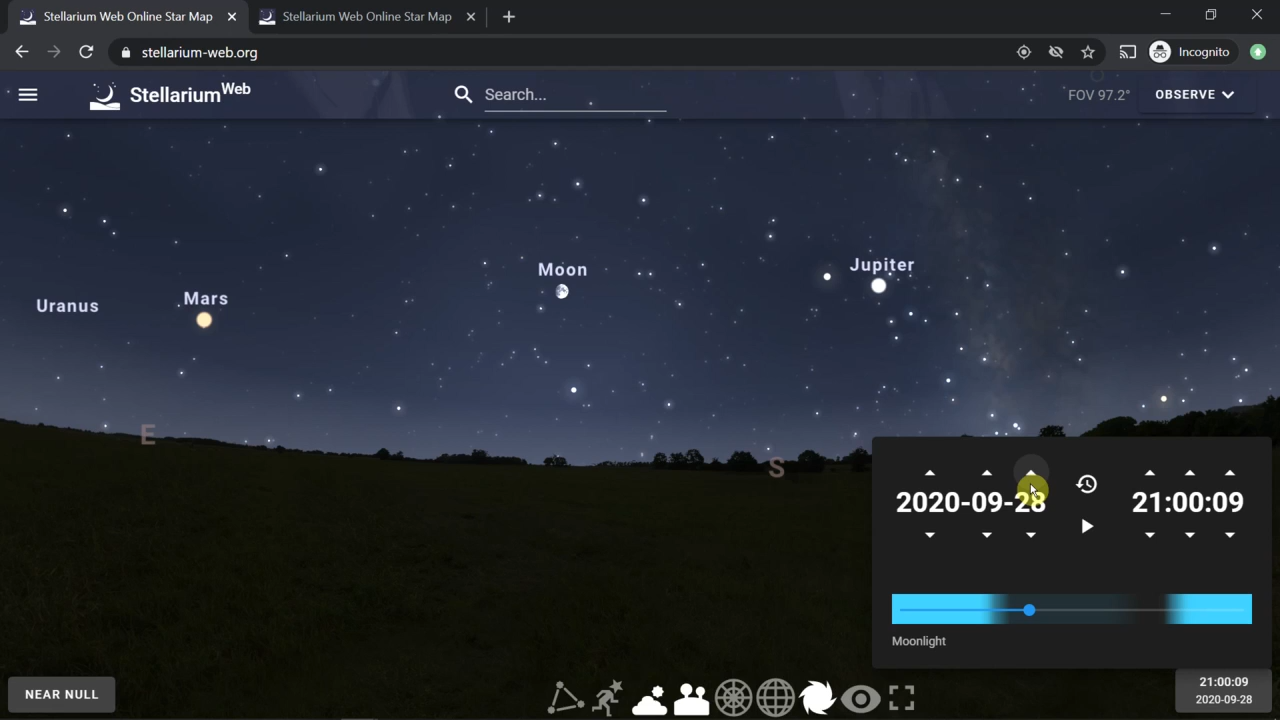 Stellarium Web Online Star Map
Stellarium Web Online Star Map
stellarium-web.org
Incognito
StellariumWeb
Search...
FOV 97.2°
OBSERVE
Moon
Jupiter
Uranus
Mars
E
S
2020-09-28
21:00:09
Moonlight
NEAR NULL
21:00:09
2020-09-28